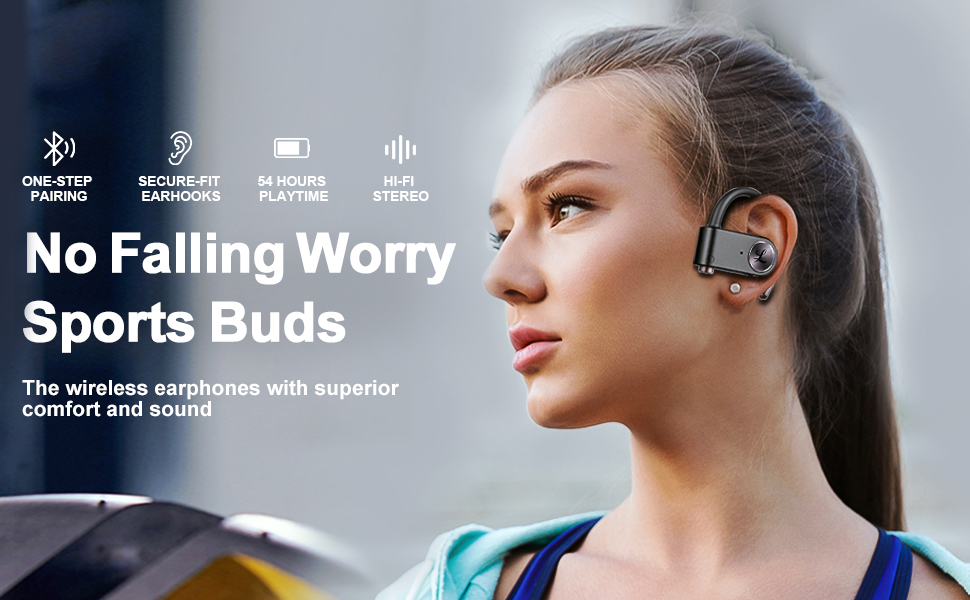 ONE-STEP
PAIRING
SECURE-FIT
EARHOOKS
54 HOURS
PLAYTIME
HI-FI
STEREO
No Falling Worry
Sports Buds
The wireless earphones with superior
comfort and sound